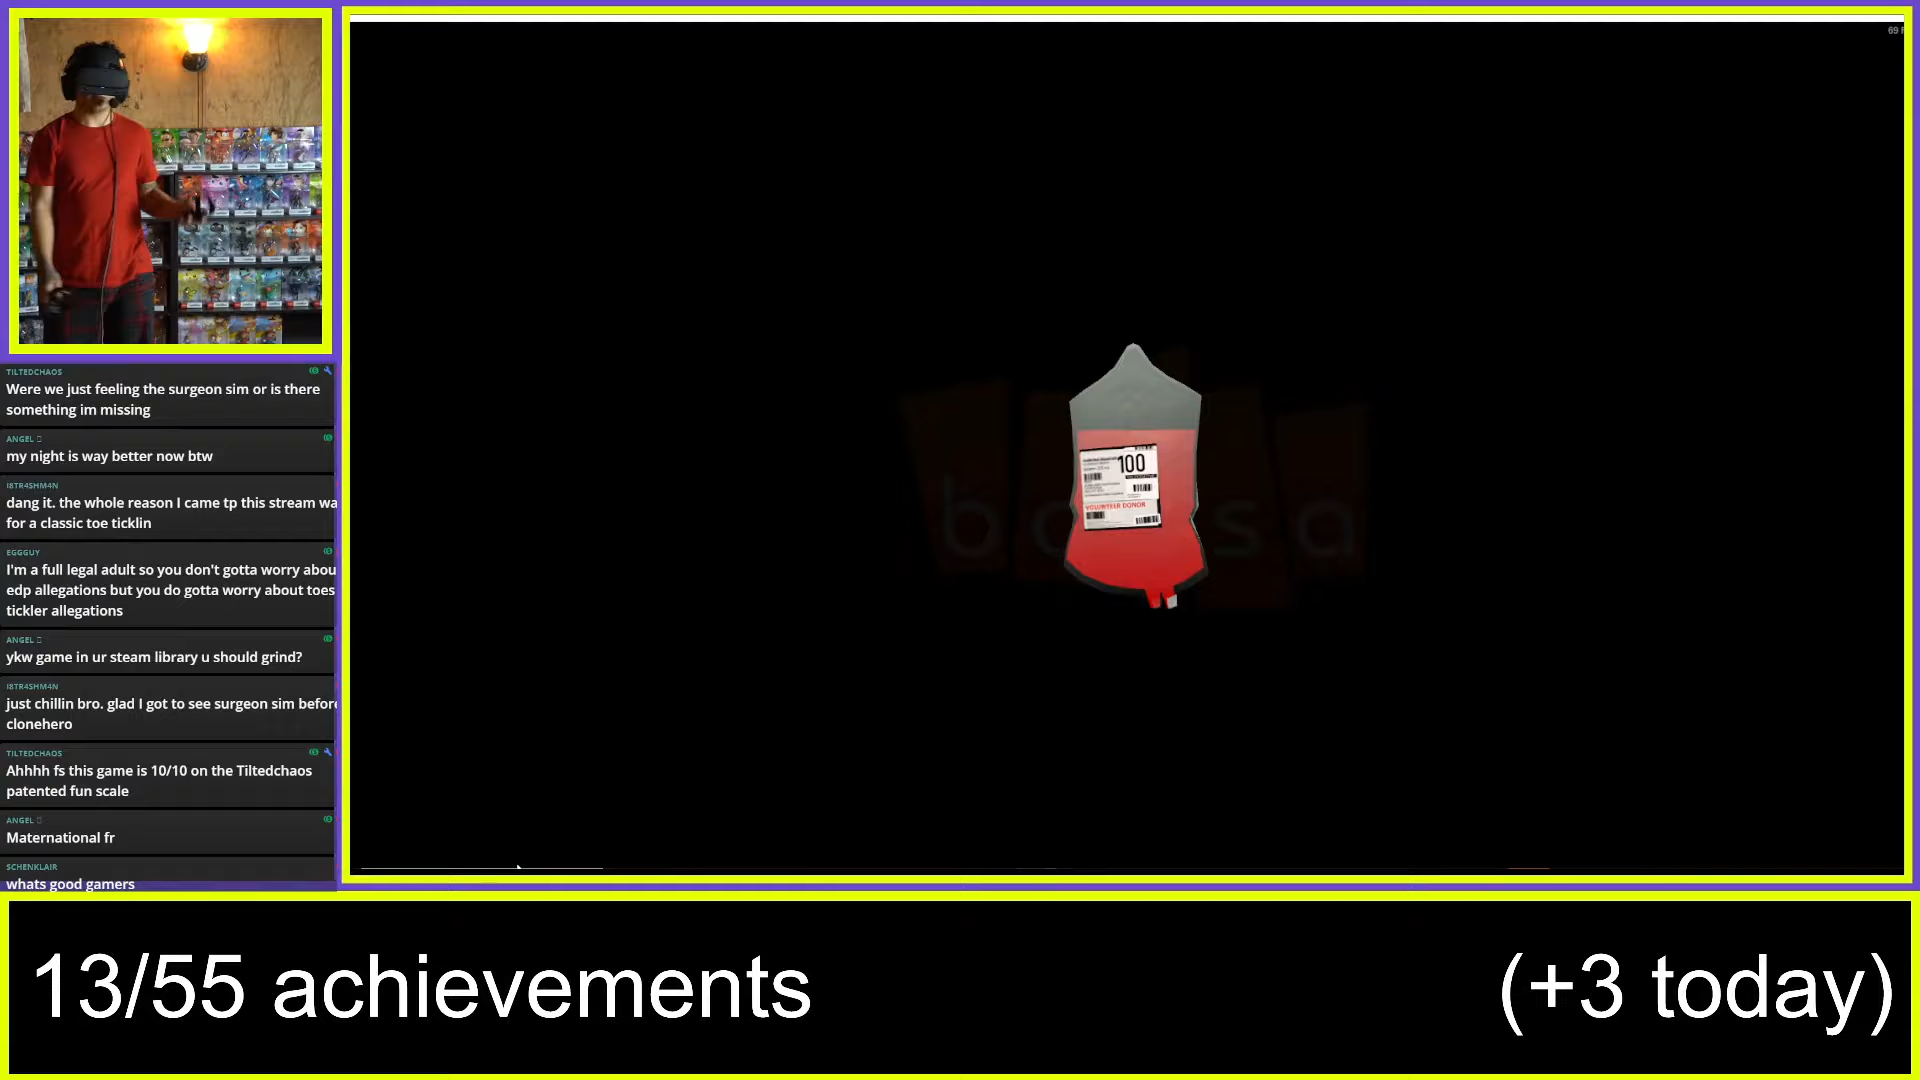 69
TILTEDCHAOS
Were we just feeling the surgeon sim or is there
something im missing
ANGEL
my night is way better now btw
I8TR4SHM4N
dang it. the whole reason I came tp this stream wa
for a classic toe ticklin
EGGGUY
I'm a full legal adult so you don't gotta worry abou
edp allegations but you do gotta worry about toes
tickler allegations
ANGEL
ykw game in ur steam library u should grind?
I8TR4SHM4N
just chillin bro. glad I got to see surgeon sim before
clonehero
TILTEDCHAOS
Ahhhh fs this game is 10/10 on the Tiltedchaos
patented fun scale
ANGEL
Maternational fr
SCHENKLAIR
whats good gamers
100
VOLUNTEER DONOR
b s a
13/55 achievements
(+3 today)